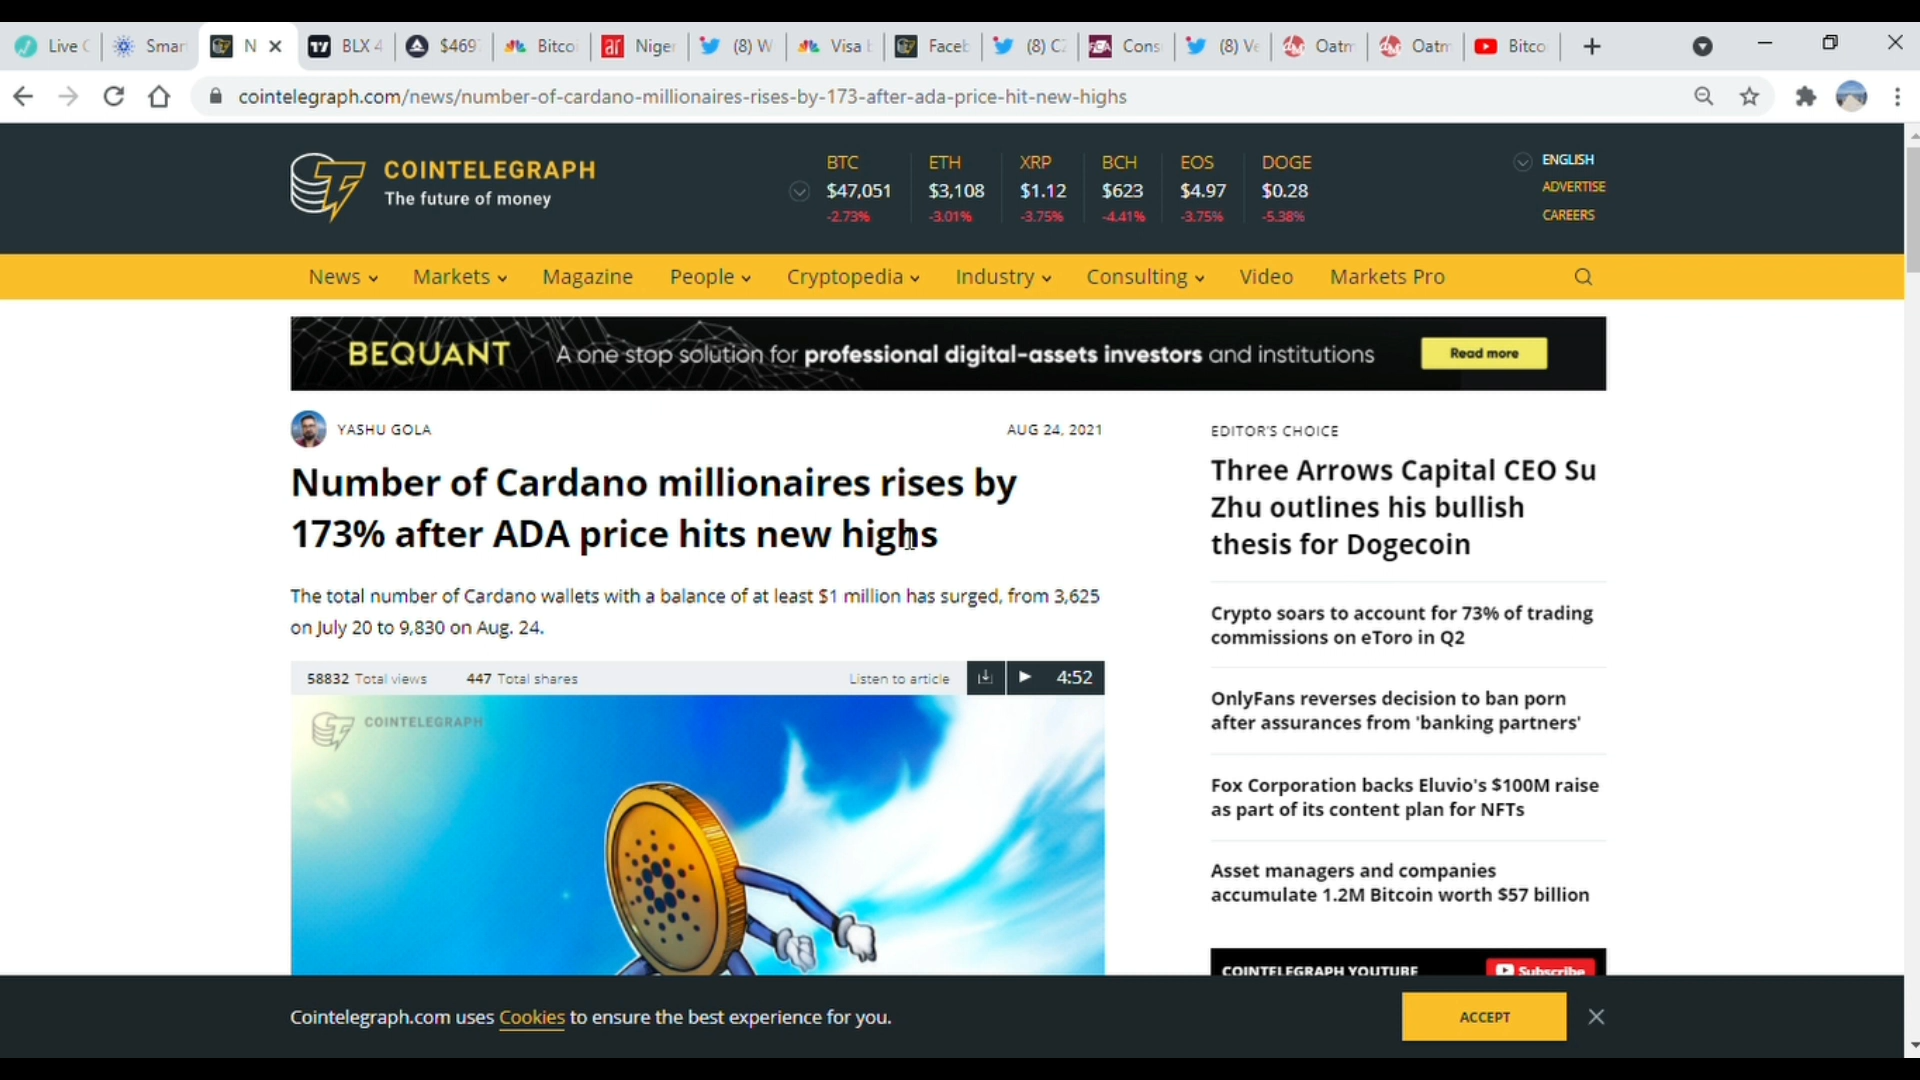 Live
Smar
N
BLX 4
$469
Bitco
Niger
(8) W
Visa
Faceb
(8) C
Cons
(8) Ve
Oatm
Oatm
Bitco
cointelegraph.com/news/number-of-cardano-millionaires-rises-by-173-after-ada-price-hit-new-highs
COINTELEGRAPH
The future of money
BTC ETH XRP BCH EOS DOGE
$47,051 $3,108 $1.12 $623 $4.97 $0.28
-2.73% -3.01% -3.75% -4.41% -3.75% -5.38%
ENGLISH
ADVERTISE
CAREERS
News Markets Magazine People Cryptopedia Industry Consulting Video Markets Pro
BEQUANT A one stop solution for professional digital-assets investors and institutions Read more
YASHU GOLA AUG 24, 2021
Number of Cardano millionaires rises by
173% after ADA price hits new highs
The total number of Cardano wallets with a balance of at least $1 million has surged, from 3,625
on July 20 to 9,830 on Aug. 24.
58832 Total views 447 Total shares Listen to article 4:52
COINTELEGRAPH
EDITOR'S CHOICE
Three Arrows Capital CEO Su
Zhu outlines his bullish
thesis for Dogecoin
Crypto soars to account for 73% of trading
commissions on eToro in Q2
OnlyFans reverses decision to ban porn
after assurances from 'banking partners'
Fox Corporation backs Eluvio's $100M raise
as part of its content plan for NFTs
Asset managers and companies
accumulate 1.2M Bitcoin worth $57 billion
COINTELEGRAPH YOUTUBE Subscribe
Cointelegraph.com uses Cookies to ensure the best experience for you.
ACCEPT